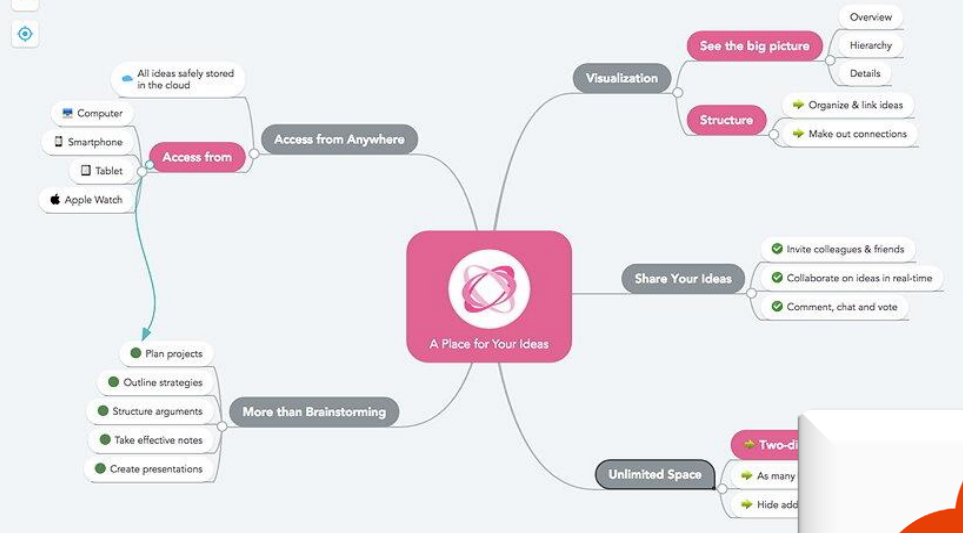 Overview
See the big picture
Hierarchy
Details
Visualization
Structure
Organize & link ideas
Make out connections
All ideas safely stored
in the cloud
Access from Anywhere
Access from
Computer
Smartphone
Tablet
Apple Watch
A Place for Your Ideas
Share Your Ideas
Invite colleagues & friends
Collaborate on ideas in real-time
Comment, chat and vote
More than Brainstorming
Plan projects
Outline strategies
Structure arguments
Take effective notes
Create presentations
Unlimited Space
As many
Hide